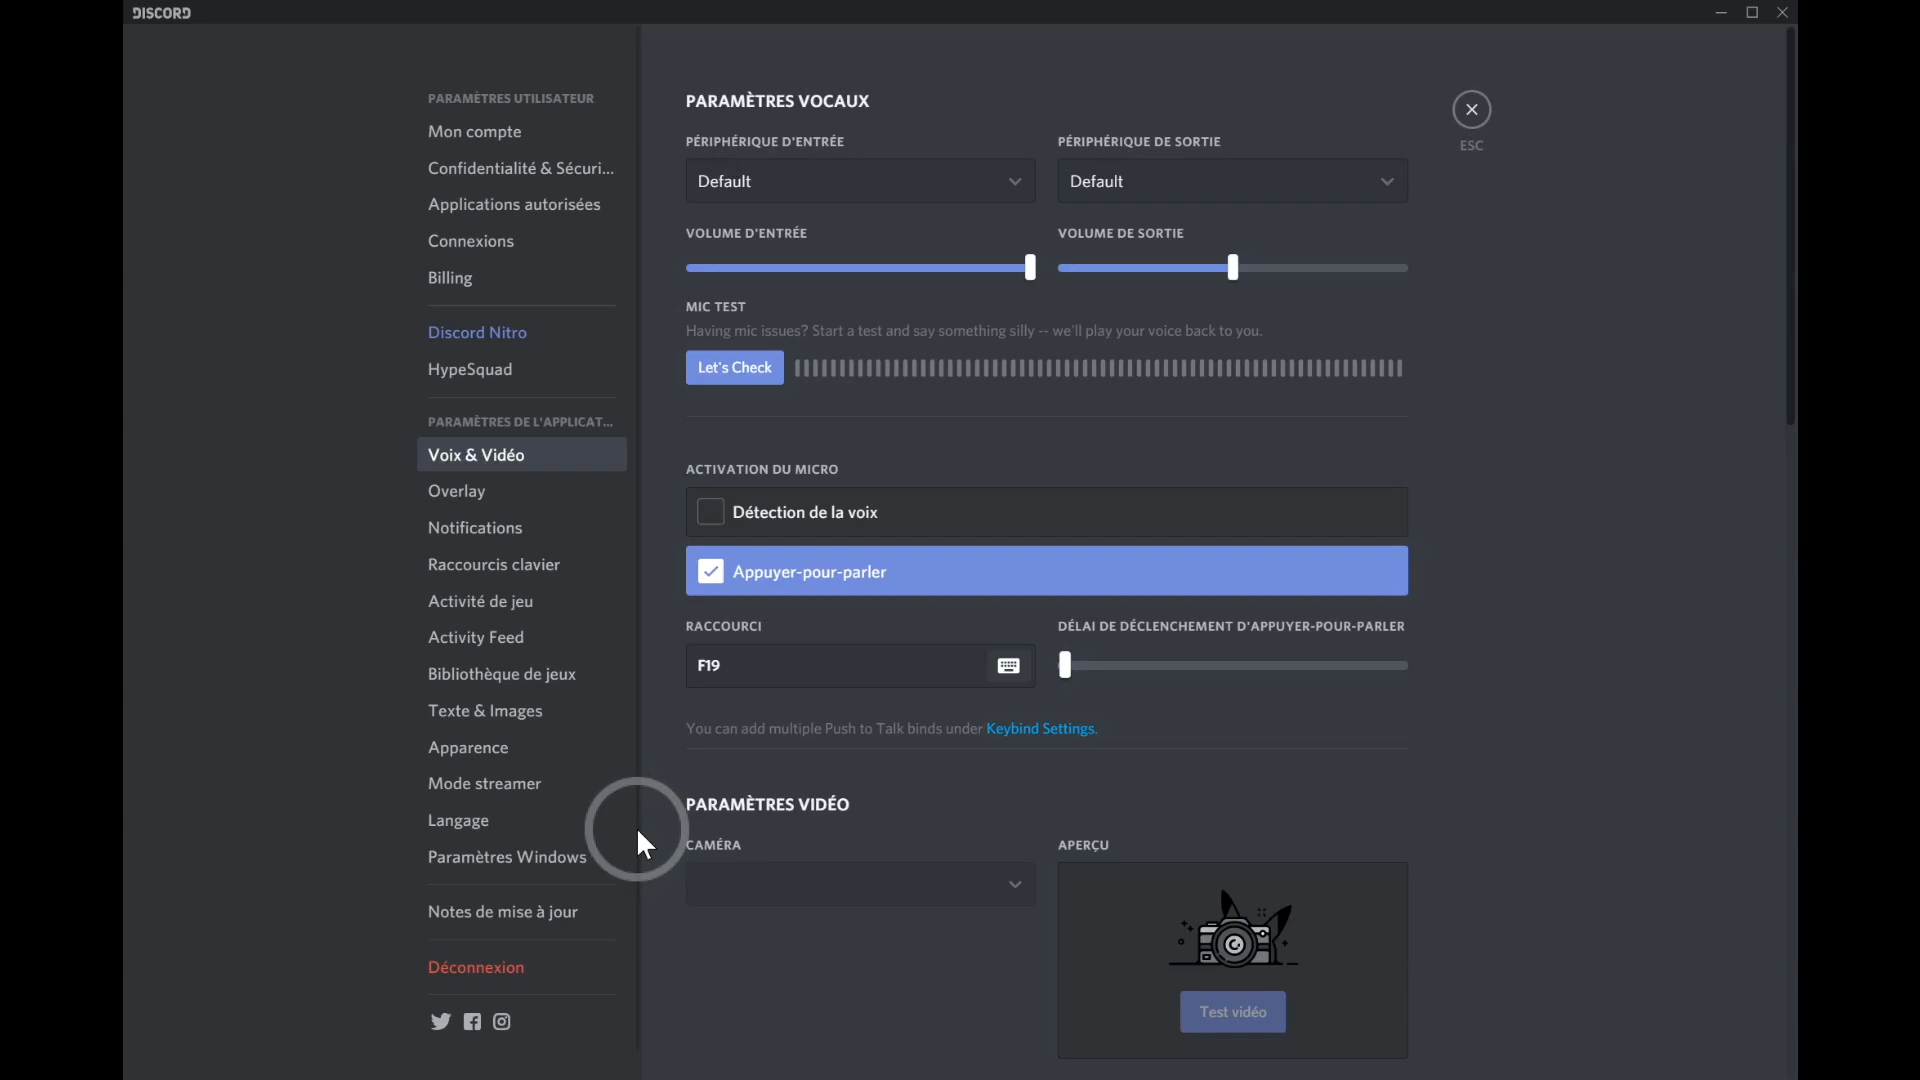 DISCORD
PARAMÈTRES UTILISATEUR
Mon compte
Confidentialité & Sécuri...
Applications autorisées
Connexions
Billing
Discord Nitro
HypeSquad
PARAMÈTRES DE L'APPLICAT...
Voix & Vidéo
Overlay
Notifications
Raccourcis clavier
Activité de jeu
Activity Feed
Bibliothèque de jeux
Texte & Images
Apparence
Mode streamer
Langage
Paramètres Windows
Notes de mise à jour
Déconnexion
PARAMÈTRES VOCAUX
PÉRIPHÉRIQUE D'ENTRÉE
Default
PÉRIPHÉRIQUE DE SORTIE
Default
VOLUME D'ENTRÉE
VOLUME DE SORTIE
MIC TEST
Having mic issues? Start a test and say something silly -- we'll play your voice back to you.
Let's Check
ACTIVATION DU MICRO
Détection de la voix
Appuyer-pour-parler
RACCOURCI
F19
DÉLAI DE DÉCLENCHEMENT D'APPUYER-POUR-PARLER
You can add multiple Push to Talk binds under Keybind Settings.
PARAMÈTRES VIDÉO
CAMÉRA
APERÇU
Test vidéo
ESC